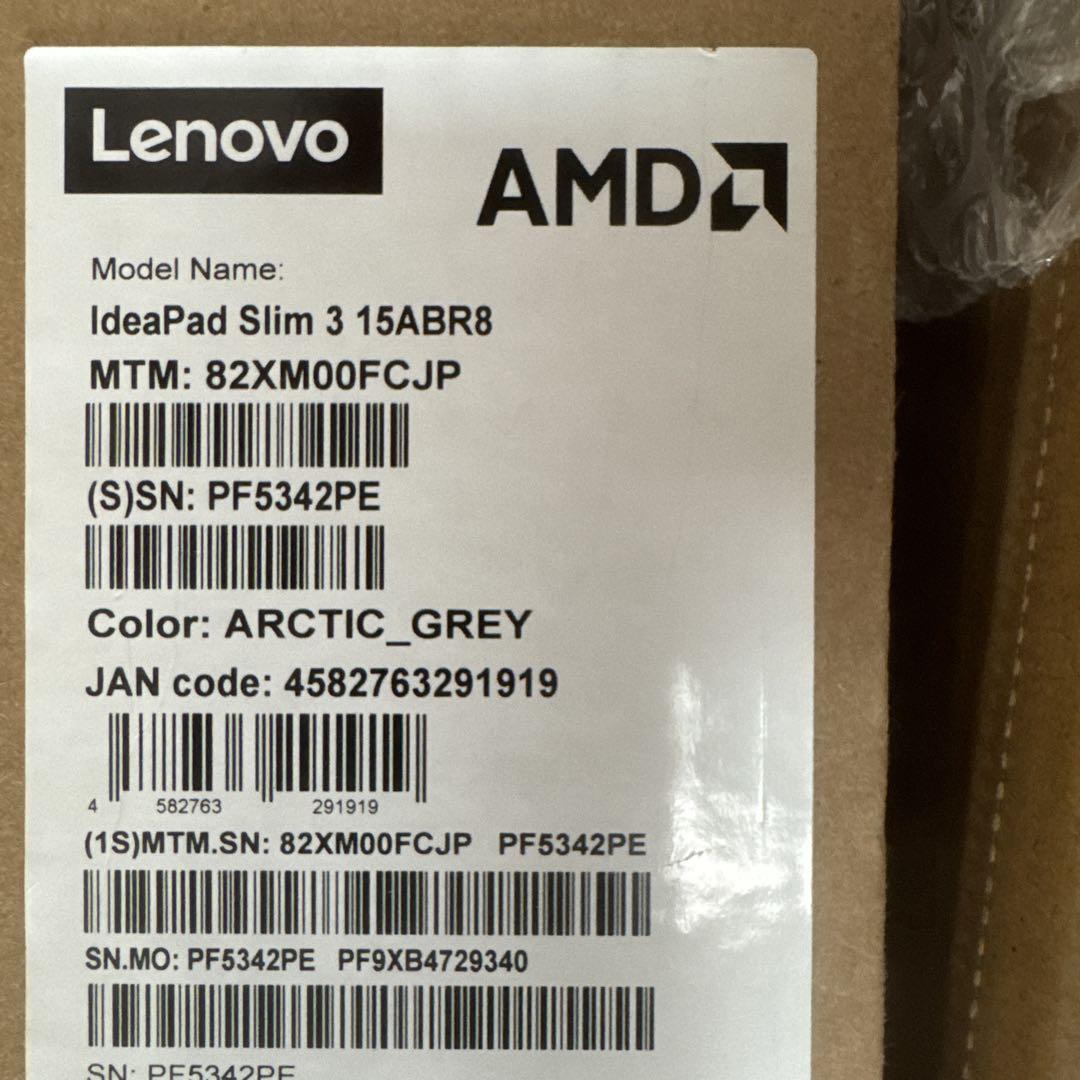 Lenovo
AMD
Model Name:
IdeaPad Slim 3 15ABR8
MTM: 82XM00FCJP
(S)SN: PF5342PE
Color: ARCTIC_GREY
JAN code: 4582763291919
4 582763 291919
(1S)MTM.SN: 82XM00FCJP PF5342PE
SN.MO: PF5342PE PF9XB4729340
SN: PF5342PE